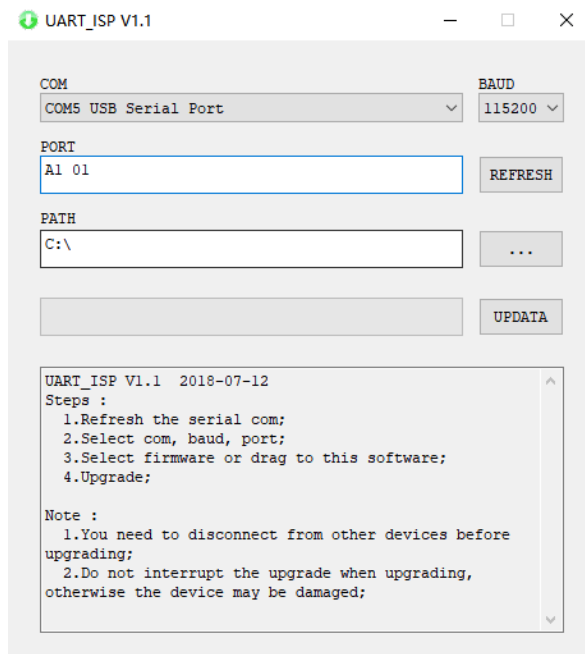 UART_ISP V1.1
COM
BAUD
COM5 USB Serial Port
115200
PORT
A1 01
REFRESH
PATH
C:\
...
UPDATA
UART_ISP V1.1  2018-07-12
Steps :
  1.Refresh the serial com;
  2.Select com, baud, port;
  3.Select firmware or drag to this software;
  4.Upgrade;
Note :
  1.You need to disconnect from other devices before
upgrading;
  2.Do not interrupt the upgrade when upgrading,
otherwise the device may be damaged;